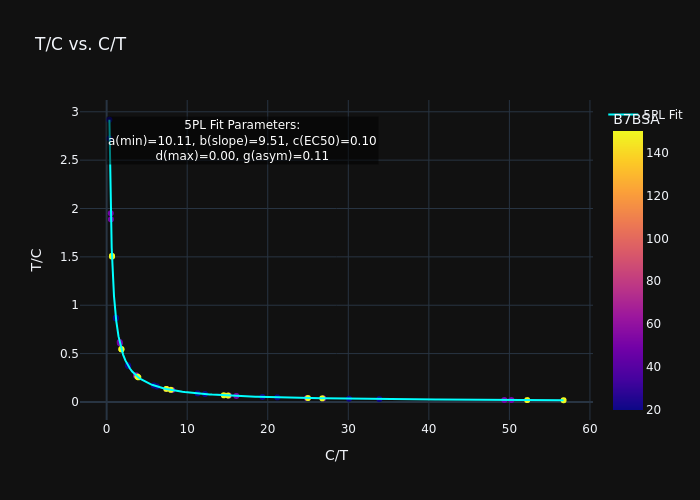 T/C vs. C/T
5PL Fit Parameters:
a(min)=10.11, b(slope)=9.51, c(EC50)=0.10
d(max)=0.00, g(asym)=0.11
5PL Fit
B7BSA
3
2.5
2
1.5
1
0.5
0
T/C
0
10
20
30
40
50
60
C/T
140
120
100
80
60
40
20